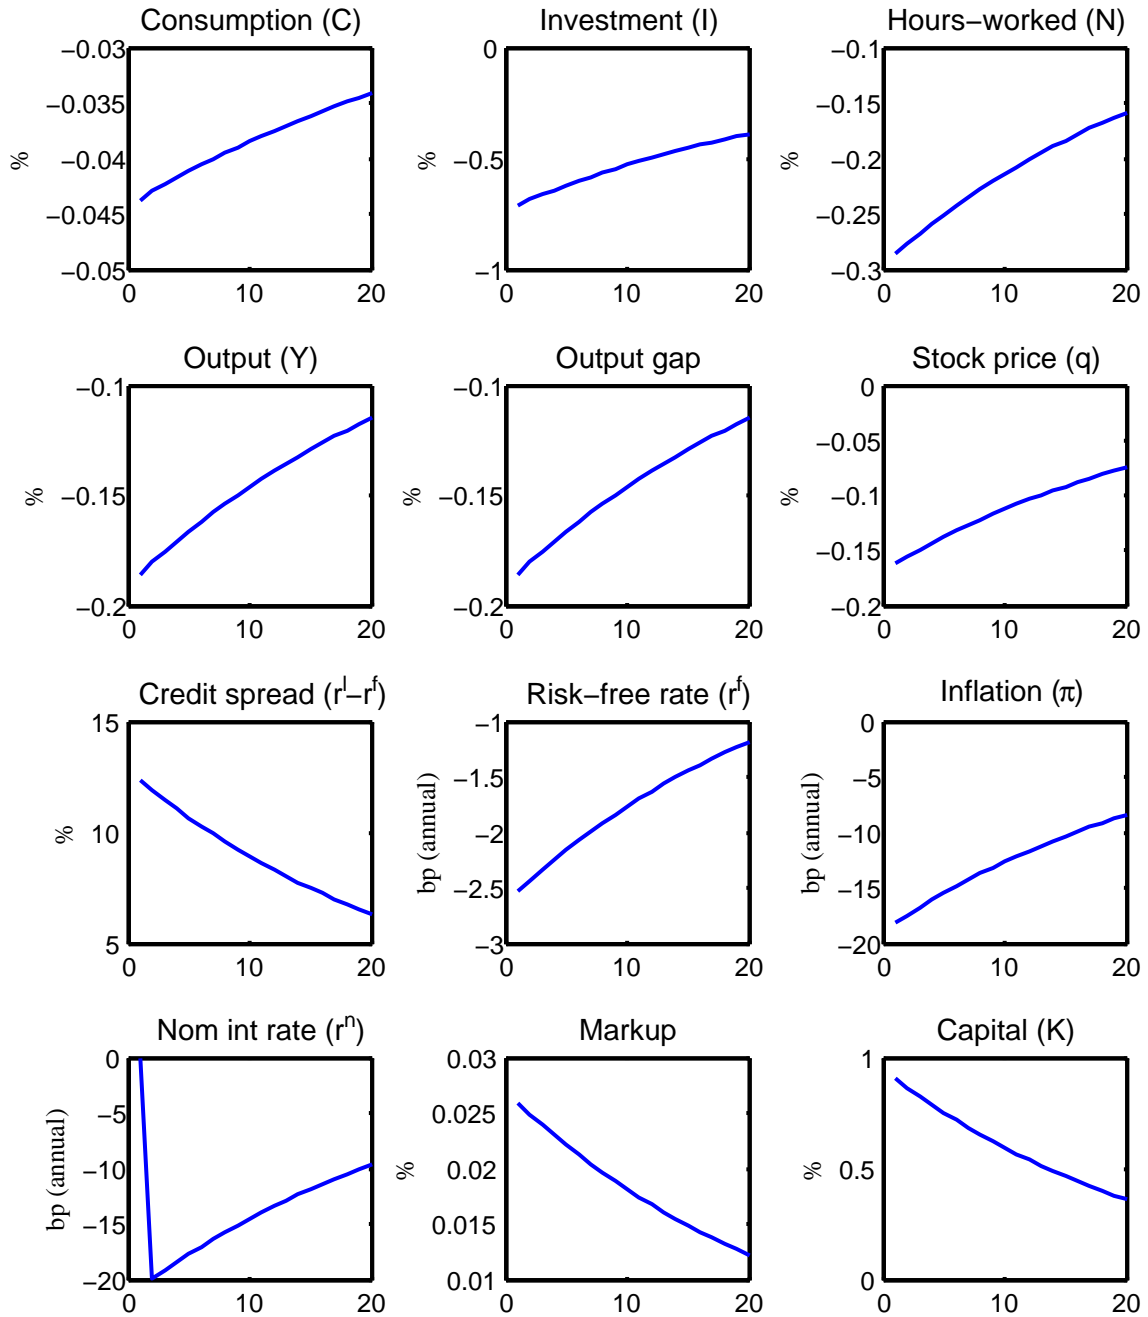 Consumption (C)
−0.03
−0.035
−0.04
−0.045
−0.05
%
0 10 20
Investment (I)
0
−0.5
−1
%
0 10 20
Hours−worked (N)
−0.1
−0.15
−0.2
−0.25
−0.3
%
0 10 20
Output (Y)
−0.1
−0.15
−0.2
%
0 10 20
Output gap
−0.1
−0.15
−0.2
%
0 10 20
Stock price (q)
0
−0.05
−0.1
−0.15
−0.2
%
0 10 20
Credit spread (r^l−r^f)
15
10
5
%
0 10 20
Risk−free rate (r^f)
−1
−1.5
−2
−2.5
−3
bp (annual)
0 10 20
Inflation (π)
0
−5
−10
−15
−20
bp (annual)
0 10 20
Nom int rate (r^n)
0
−5
−10
−15
−20
bp (annual)
0 10 20
Markup
0.03
0.025
0.02
0.015
0.01
%
0 10 20
Capital (K)
1
0.5
0
%
0 10 20